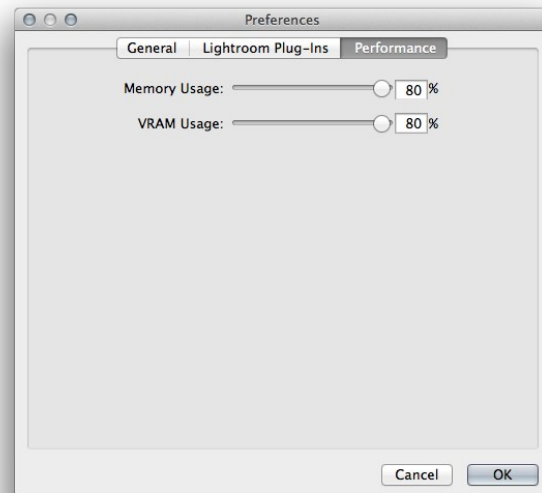 Preferences
General Lightroom Plug-Ins Performance
Memory Usage: 80 %
VRAM Usage: 80 %
Cancel OK